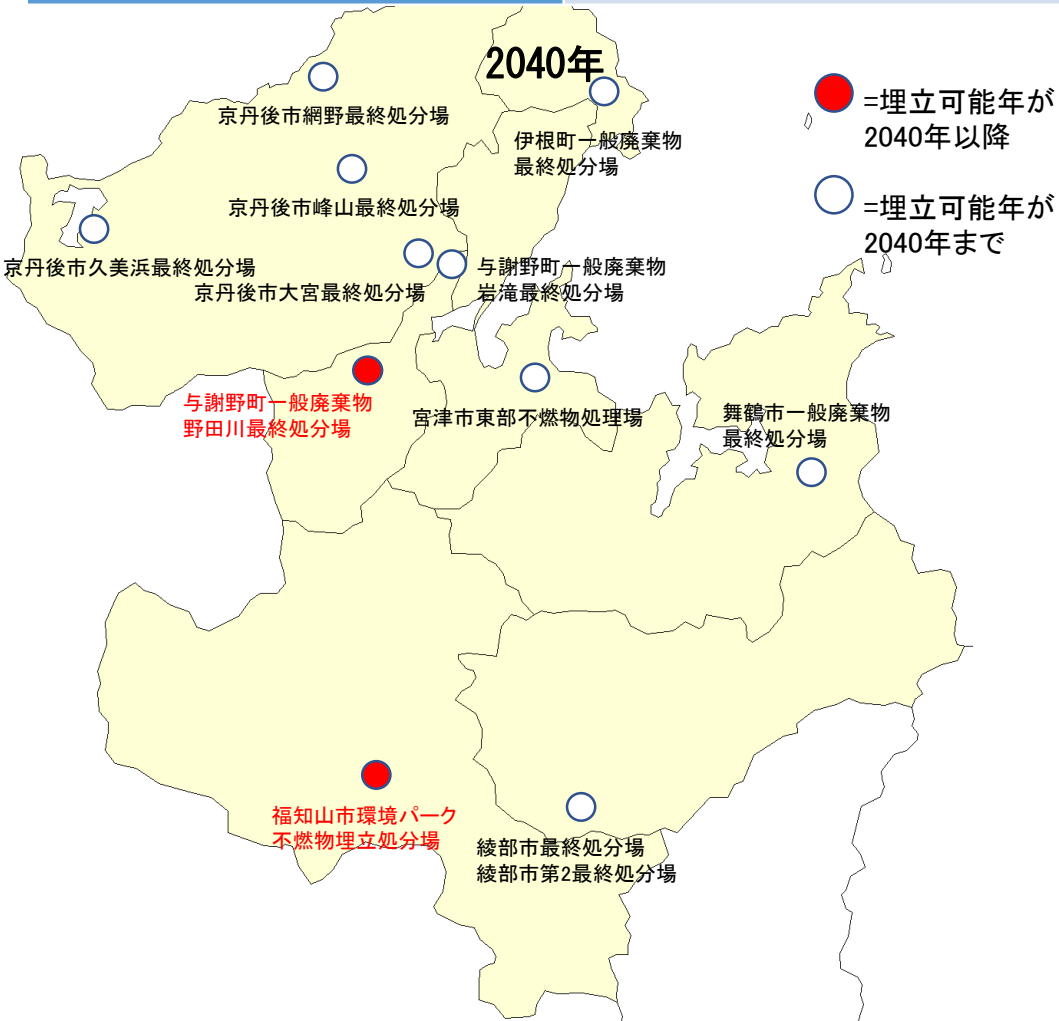 2040年
京丹後市網野最終処分場
伊根町一般廃棄物
最終処分場
京丹後市峰山最終処分場
京丹後市久美浜最終処分場
京丹後市大宮最終処分場
与謝野町一般廃棄物
岩滝最終処分場
与謝野町一般廃棄物
野田川最終処分場
宮津市東部不燃物処理場
舞鶴市一般廃棄物
最終処分場
福知山市環境パーク
不燃物埋立処分場
綾部市最終処分場
綾部市第2最終処分場
=埋立可能年が
2040年以降
=埋立可能年が
2040年まで